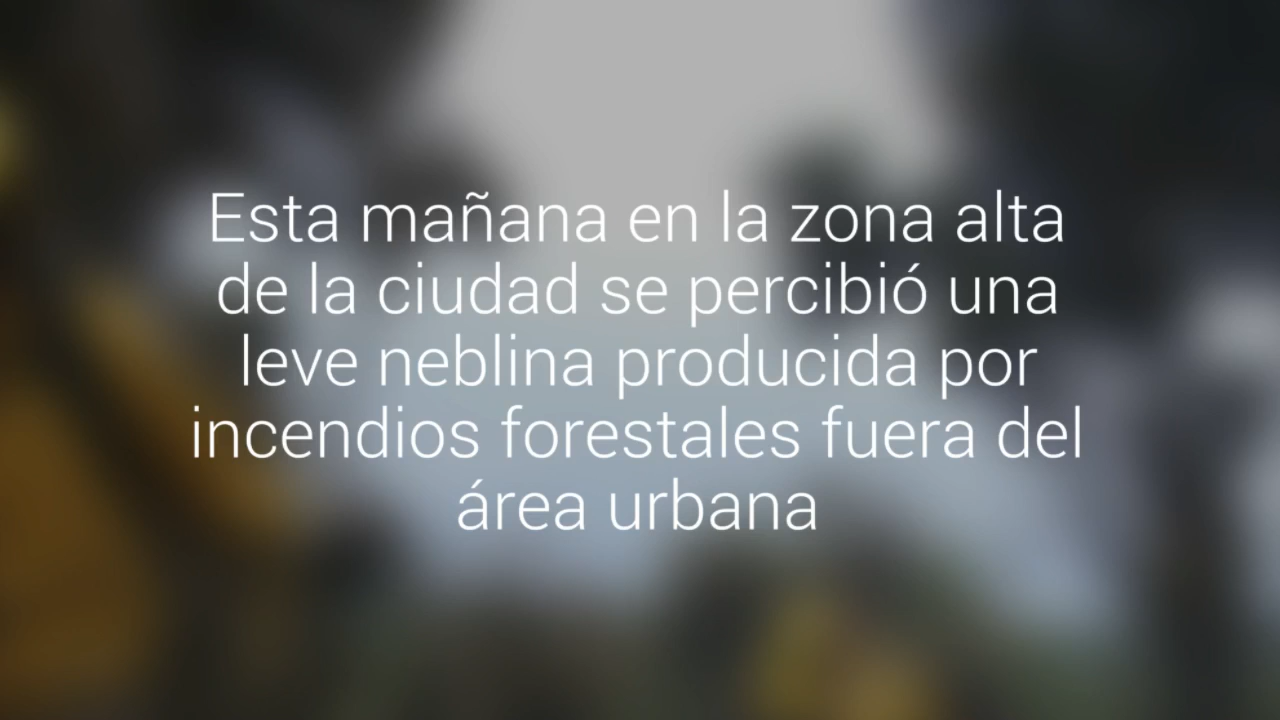 Esta mañana en la zona alta
de la ciudad se percibió una
leve neblina producida por
incendios forestales fuera del
área urbana